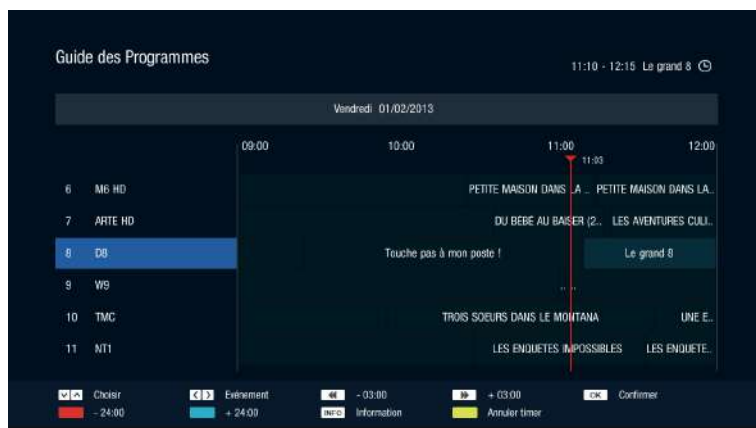 Guide des Programmes
11:10 - 12:15 Le grand 8
Vendredi 01/02/2013
09:00 10:00 11:00 12:00
11:03
6 M6 HD PETITE MAISON DANS LA .. PETITE MAISON DANS LA..
7 ARTE HD DU BÉBÉ AU BAISER (2.. LES AVENTURES CULI..
8 D8 Touche pas à mon poste ! Le grand 8
9 W9 .. ..
10 TMC TROIS SOEURS DANS LE MONTANA UNE E..
11 NT1 LES ENQUETES IMPOSSIBLES LES ENQUETE..
Choisir Evénement - 03:00 + 03:00 OK Confirmer
- 24:00 + 24:00 INFO Information Annuler timer